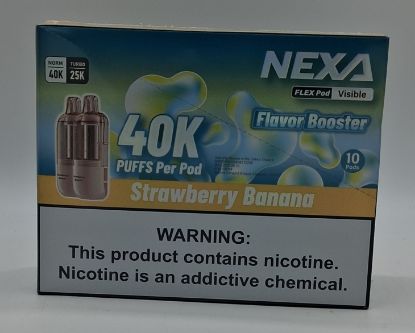 NORM
40K
TURBO
25K
NEXA
FLEX Pod Visible
Flavor Booster
40K
PUFFS Per Pod
10
Pods
Strawberry Banana
WARNING:
This product contains nicotine.
Nicotine is an addictive chemical.